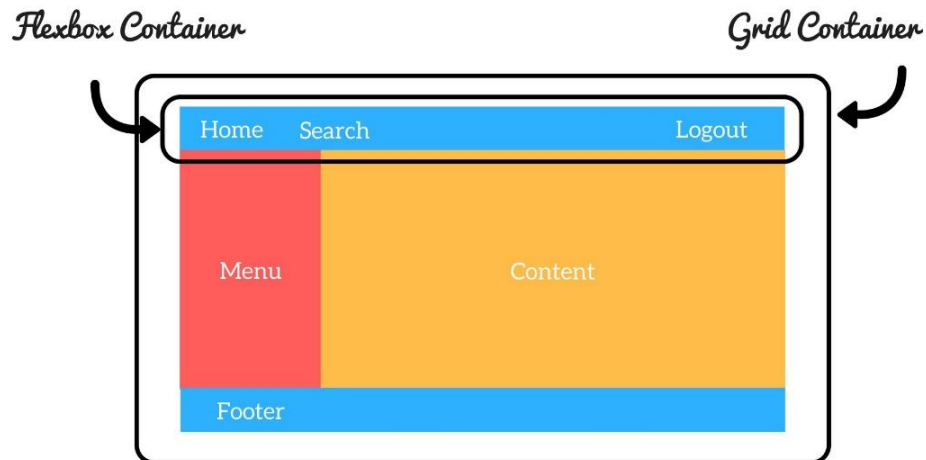 Flexbox Container
Grid Container
Home
Search
Logout
Menu
Content
Footer